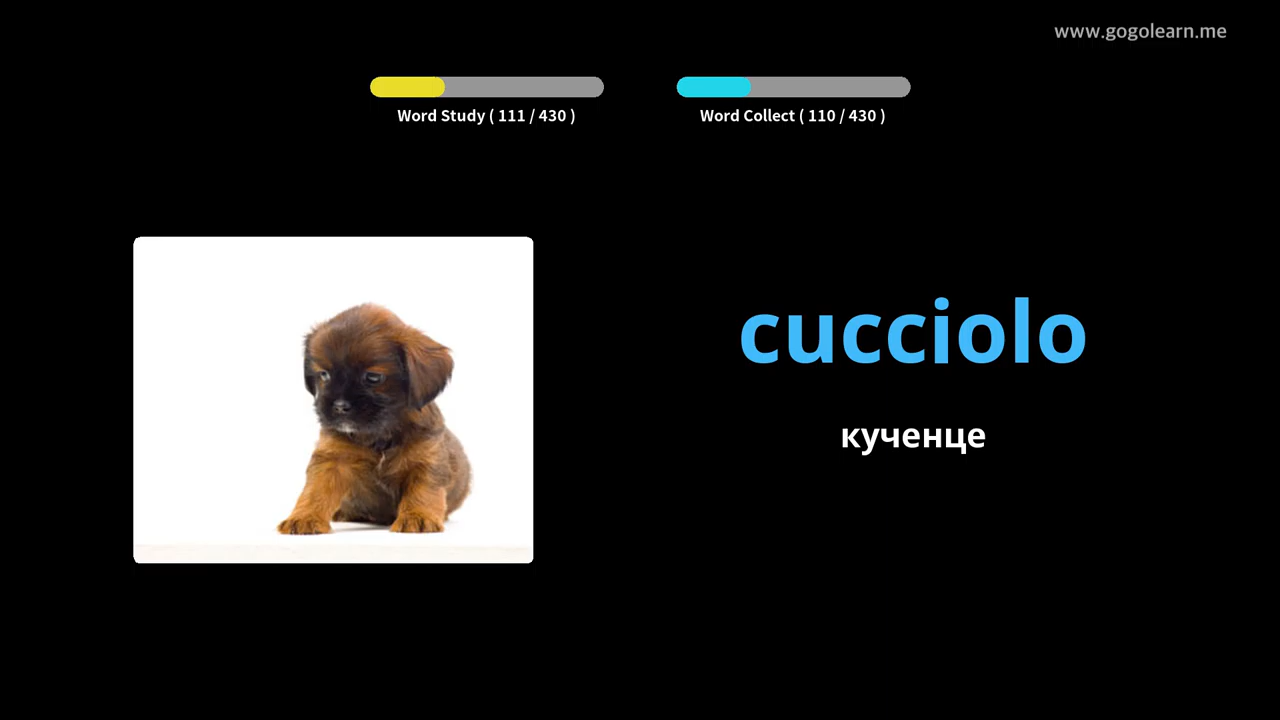 www.gogolearn.me
Word Study ( 111 / 430 )
Word Collect ( 110 / 430 )
cucciolo
кученце